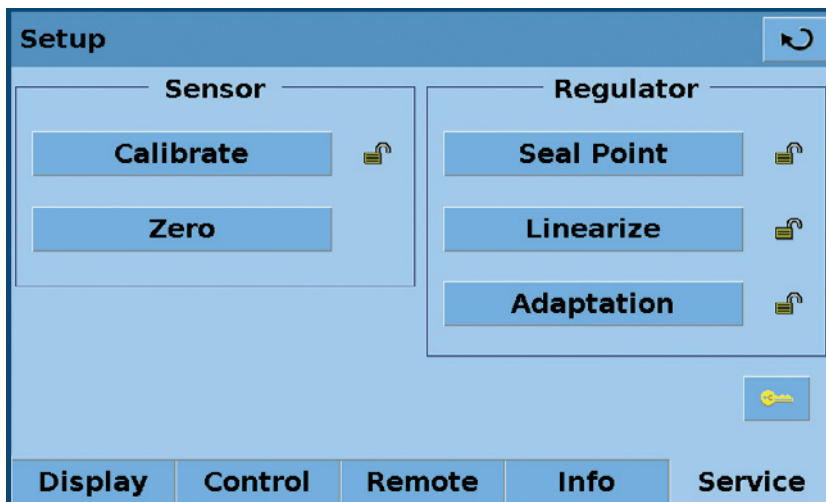 Setup
Sensor
Regulator
Calibrate
Seal Point
Zero
Linearize
Adaptation
Display Control Remote Info Service